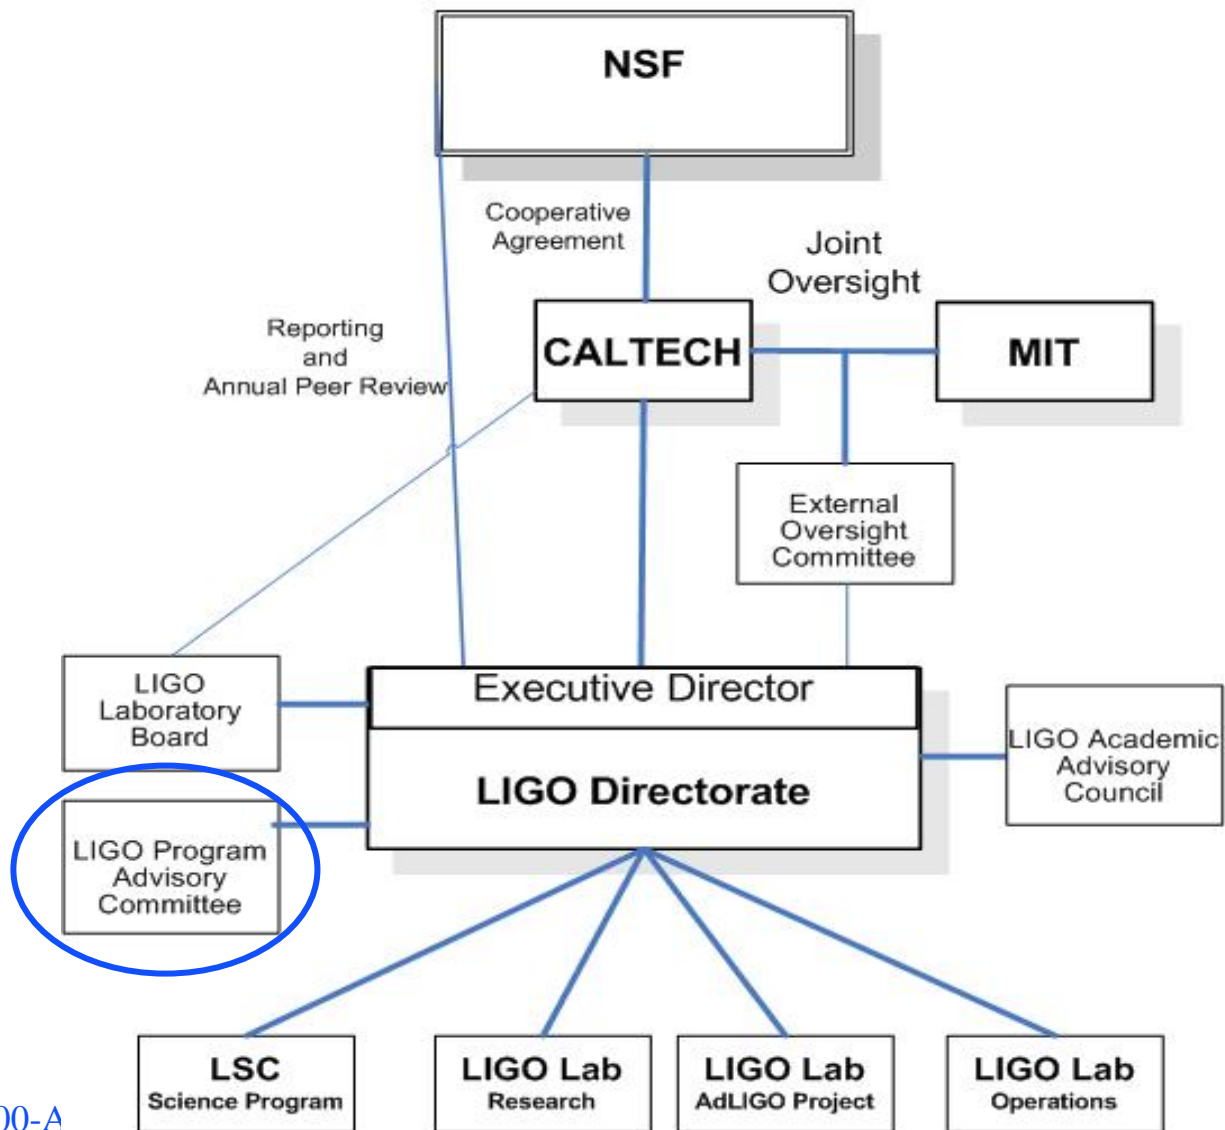 NSF
Cooperative
Agreement
Joint
Oversight
Reporting
and
Annual Peer Review
CALTECH
MIT
External
Oversight
Committee
LIGO
Laboratory
Board
Executive Director
LIGO Directorate
LIGO Academic
Advisory
Council
LIGO Program
Advisory
Committee
LSC
Science Program
LIGO Lab
Research
LIGO Lab
AdLIGO Project
LIGO Lab
Operations
00-A